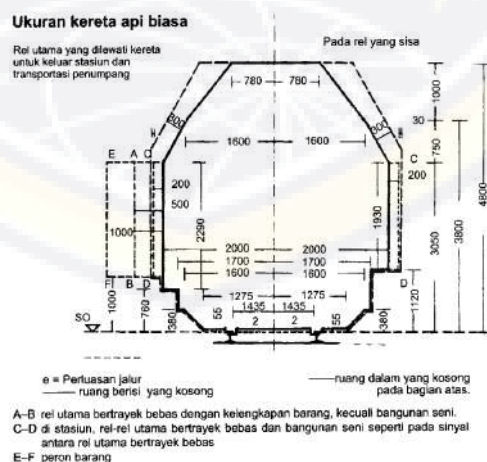 Ukuran kereta api biasa
Rel utama yang dilewati kereta
untuk keluar stasiun dan
transportasi penumpang
Pada rel yang sisa
780 780
300 300
1000
30
750
1600 1600
E A C
C
200 200
500
1000
2290
1930
3050
3800
4800
2000 2000
1700 1700
1600 1600
F B D
D
1275 1275
1435 1435
2 2
SO
1000
760
380
55 55
380
1120
e = Perluasan jalur
ruang berisi yang kosong
ruang dalam yang kosong
pada bagian atas.
A–B rel utama bertrayek bebas dengan kelengkapan barang, kecuali bangunan seni.
C–D di stasiun, rel-rel utama bertrayek bebas dan bangunan seni seperti pada sinyal
antara rel utama bertrayek bebas
E–F peron barang